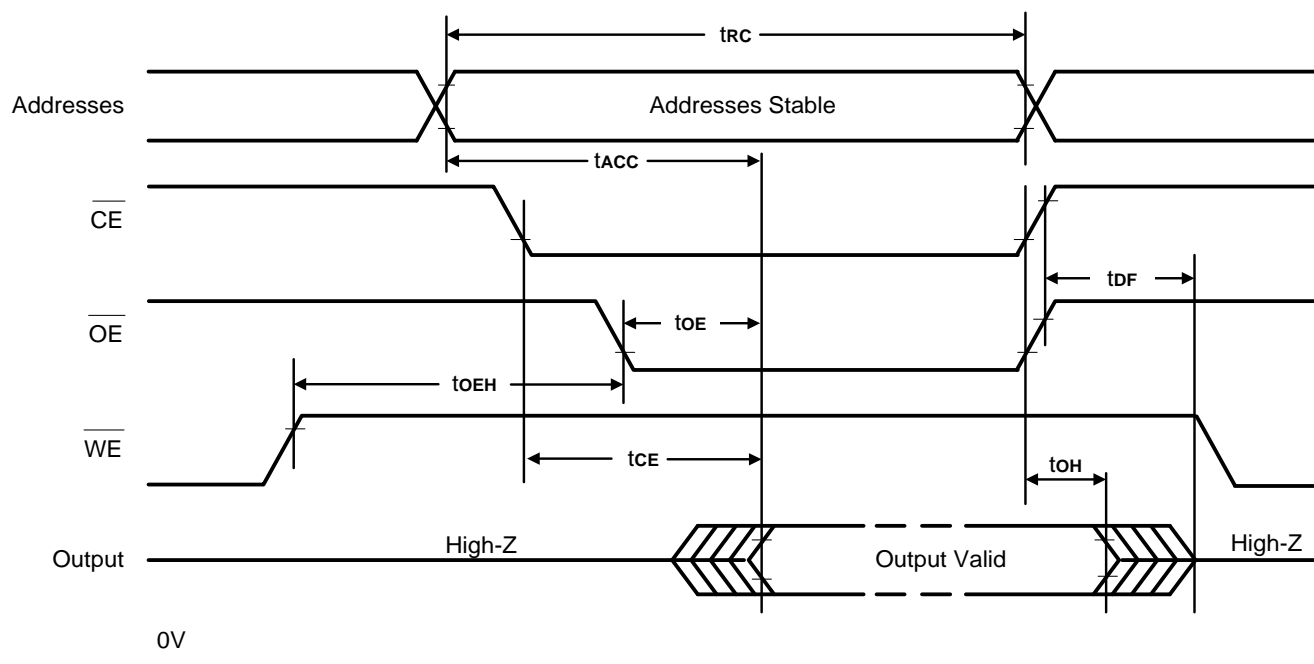 tRC
Addresses
Addresses Stable
tACC
CE
tDF
OE
tOE
tOEH
WE
tCE
tOH
Output
High-Z
Output Valid
High-Z
0V